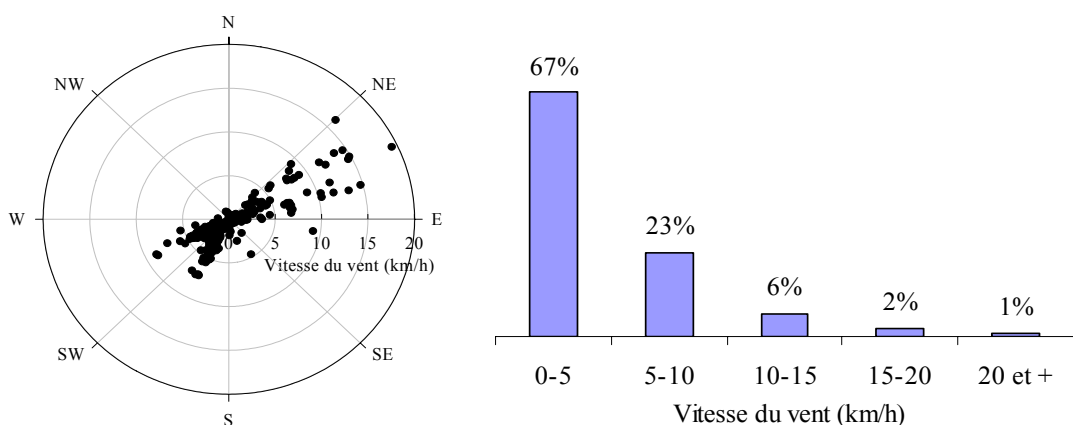 N
NW
NE
W
E
0 5 10 15 20
Vitesse du vent (km/h)
SW
SE
S
67%
23%
6%
2%
1%
0-5 5-10 10-15 15-20 20 et +
Vitesse du vent (km/h)